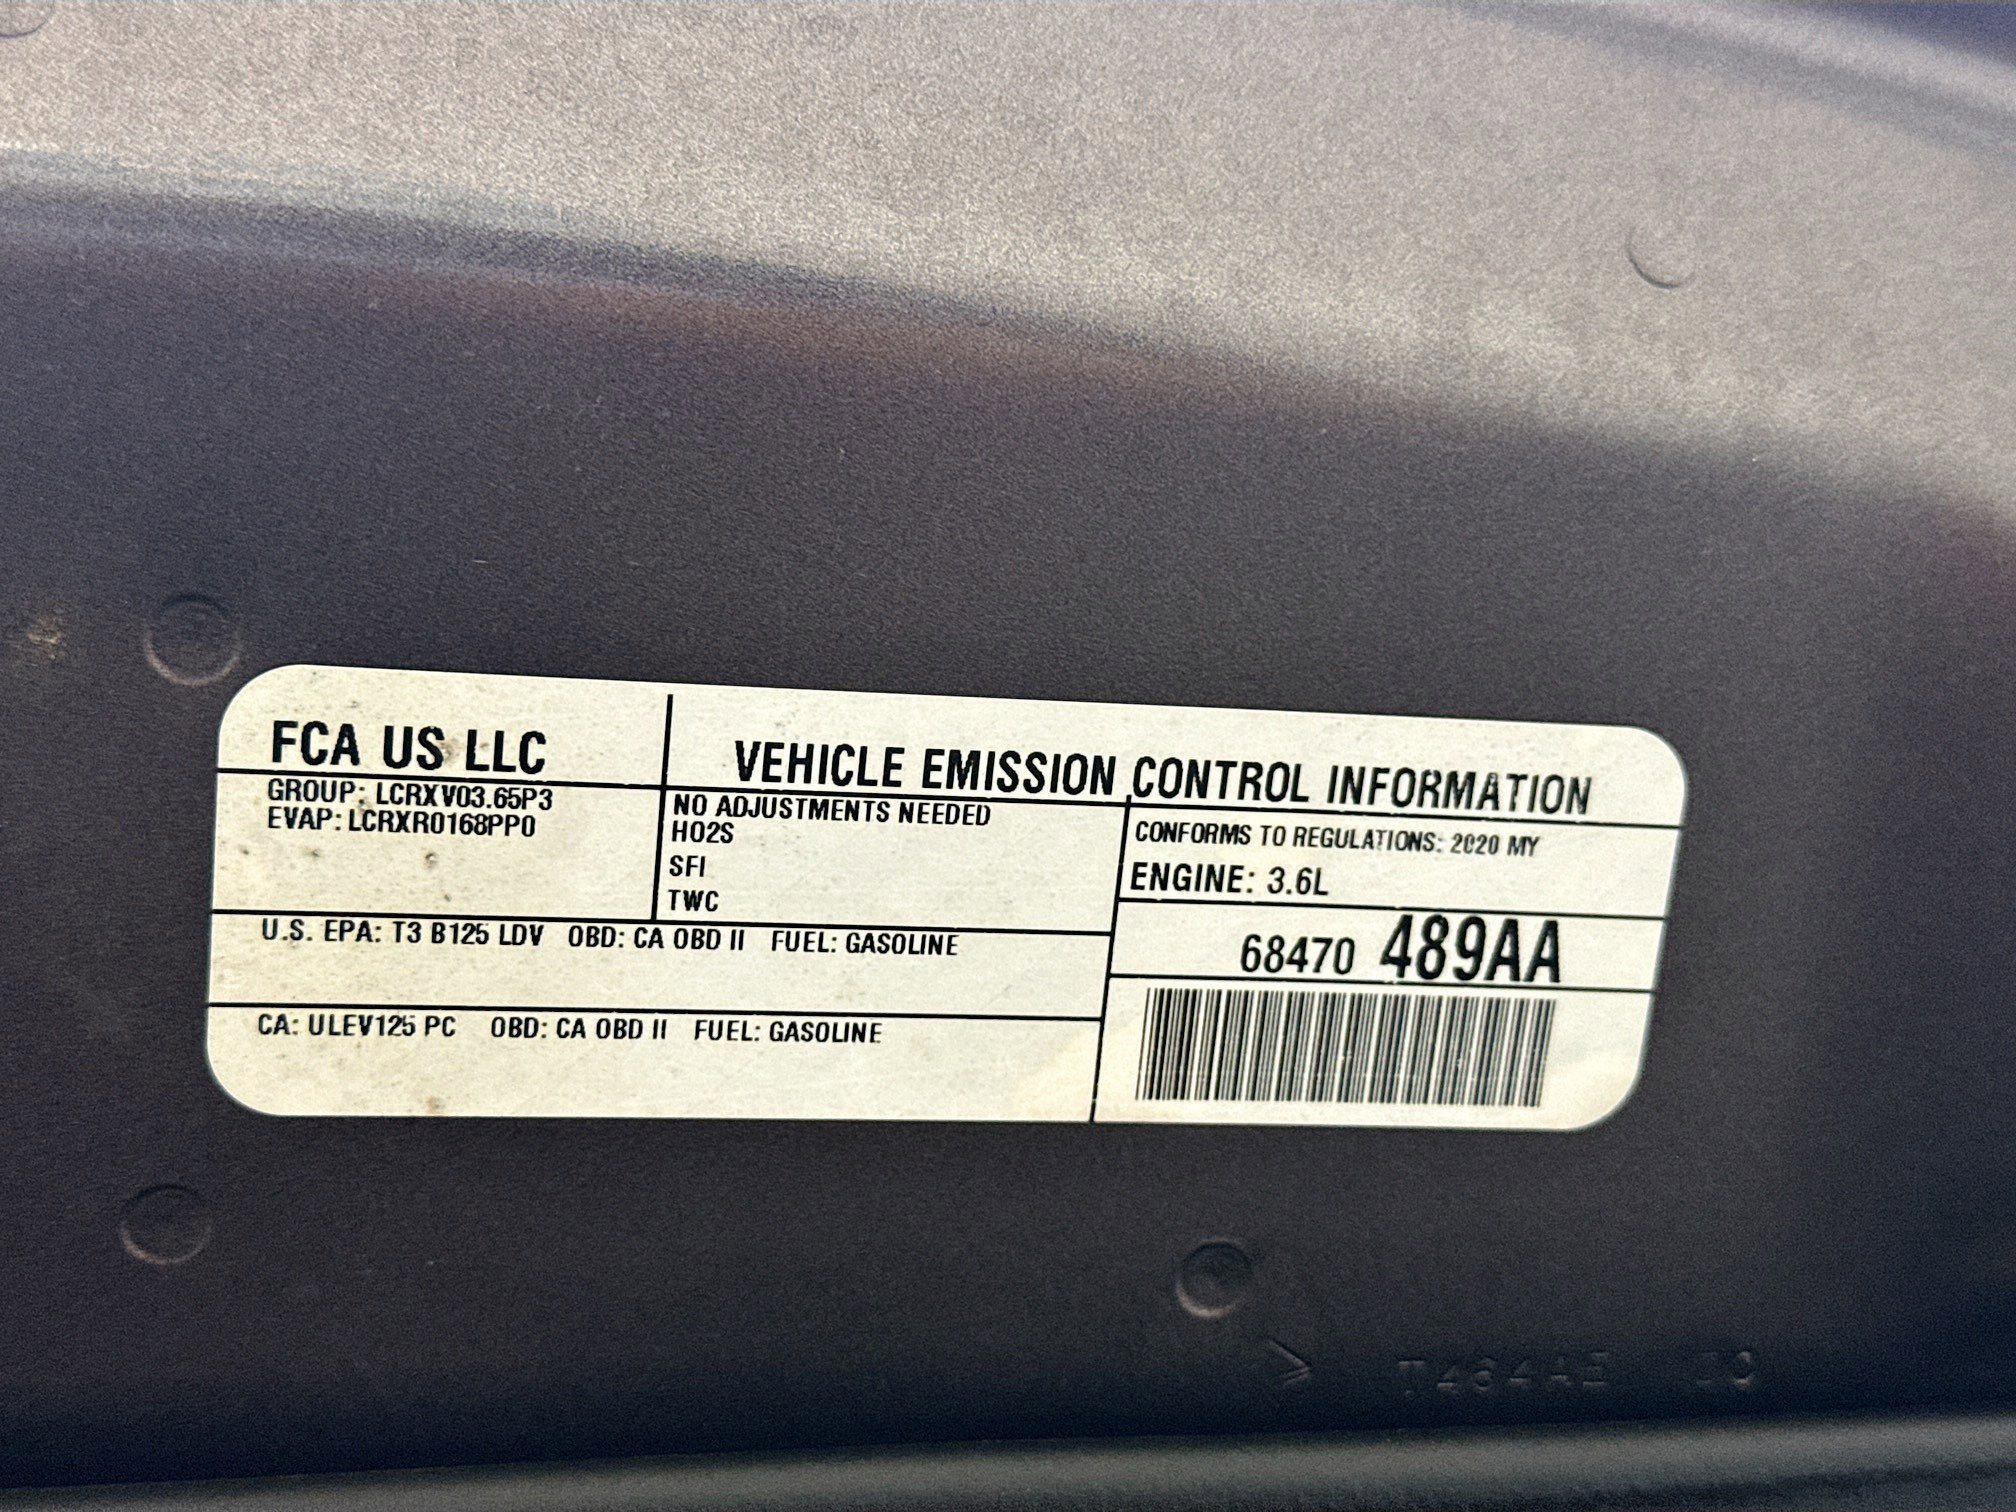 FCA US LLC
VEHICLE EMISSION CONTROL INFORMATION
GROUP: LCRXV03.65P3
EVAP: LCRXR0168PP0
NO ADJUSTMENTS NEEDED
HO2S
SFI
TWC
CONFORMS TO REGULATIONS: 2020 MY
ENGINE: 3.6L
U.S. EPA: T3 B125 LDV OBD: CA OBD II FUEL: GASOLINE
68470 489AA
CA: ULEV125 PC OBD: CA OBD II FUEL: GASOLINE